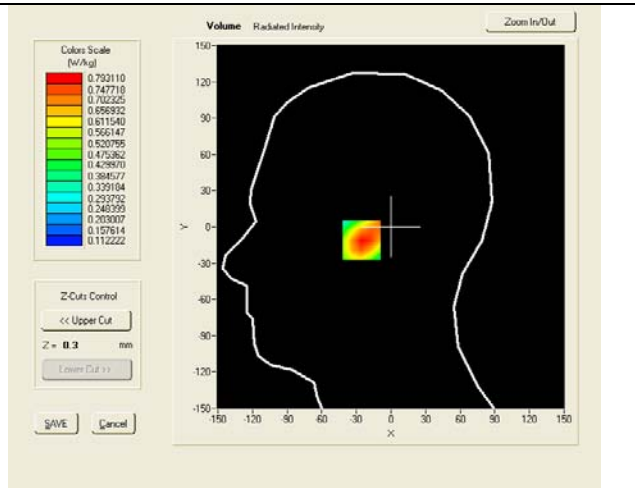 Volume Radiated Intensity
Zoom In/Out
Colors Scale
(W/kg)
0.793110
0.747718
0.702325
0.656932
0.611540
0.566147
0.520755
0.475362
0.429970
0.384577
0.339184
0.293792
0.248399
0.203007
0.157614
0.112222
Z-Cuts Control
<< Upper Cut
Z = 0.3 mm
Lower Cut >>
SAVE Cancel
150-
120-
90-
60-
30-
0-
-30-
-60-
-90-
-120-
-150-
Y
-150 -120 -90 -60 -30 0 30 60 90 120 150
X